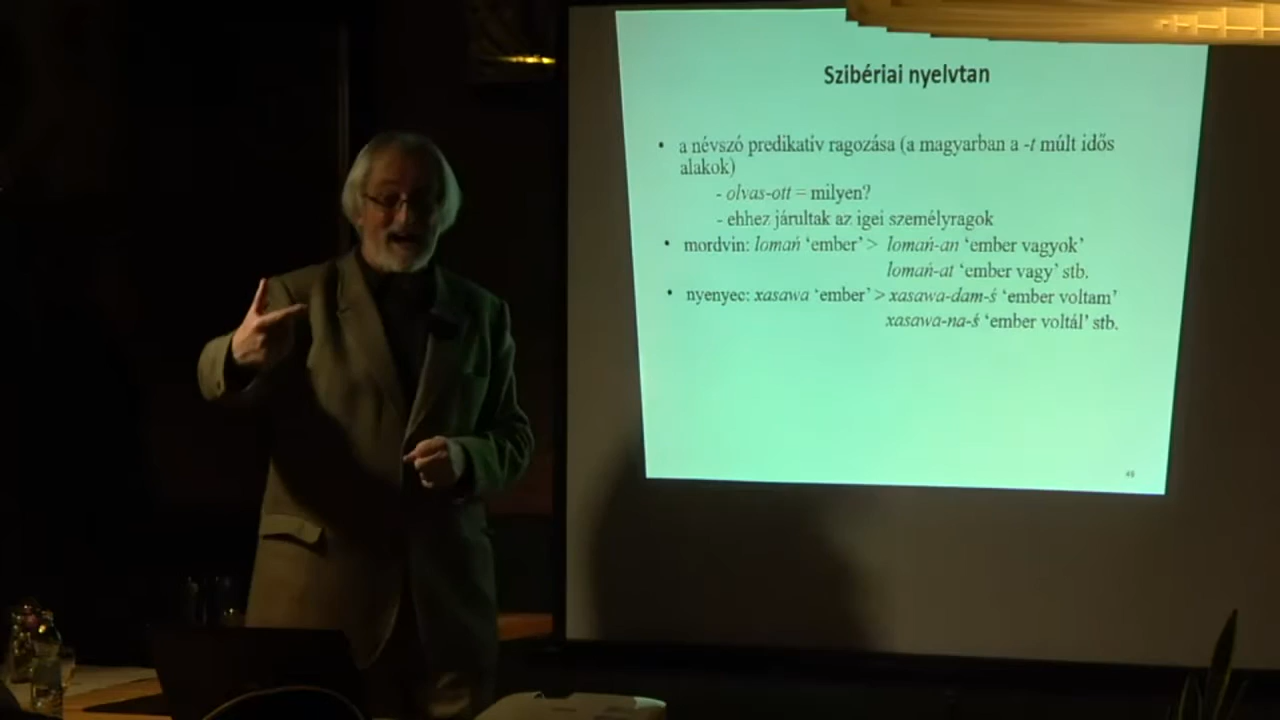 Szibériai nyelvtan
• a névszó predikatív ragozása (a magyarban a -t múlt idős
alakok)
- olvas-ott = milyen?
- ehhez járultak az igei személyragok
• mordvin: lomań ‘ember’ > lomań-an ‘ember vagyok’
lomań-at ‘ember vagy’ stb.
• nyenyec: xasawa ‘ember’ > xasawa-dam-ś ‘ember voltam’
xasawa-na-ś ‘ember voltál’ stb.